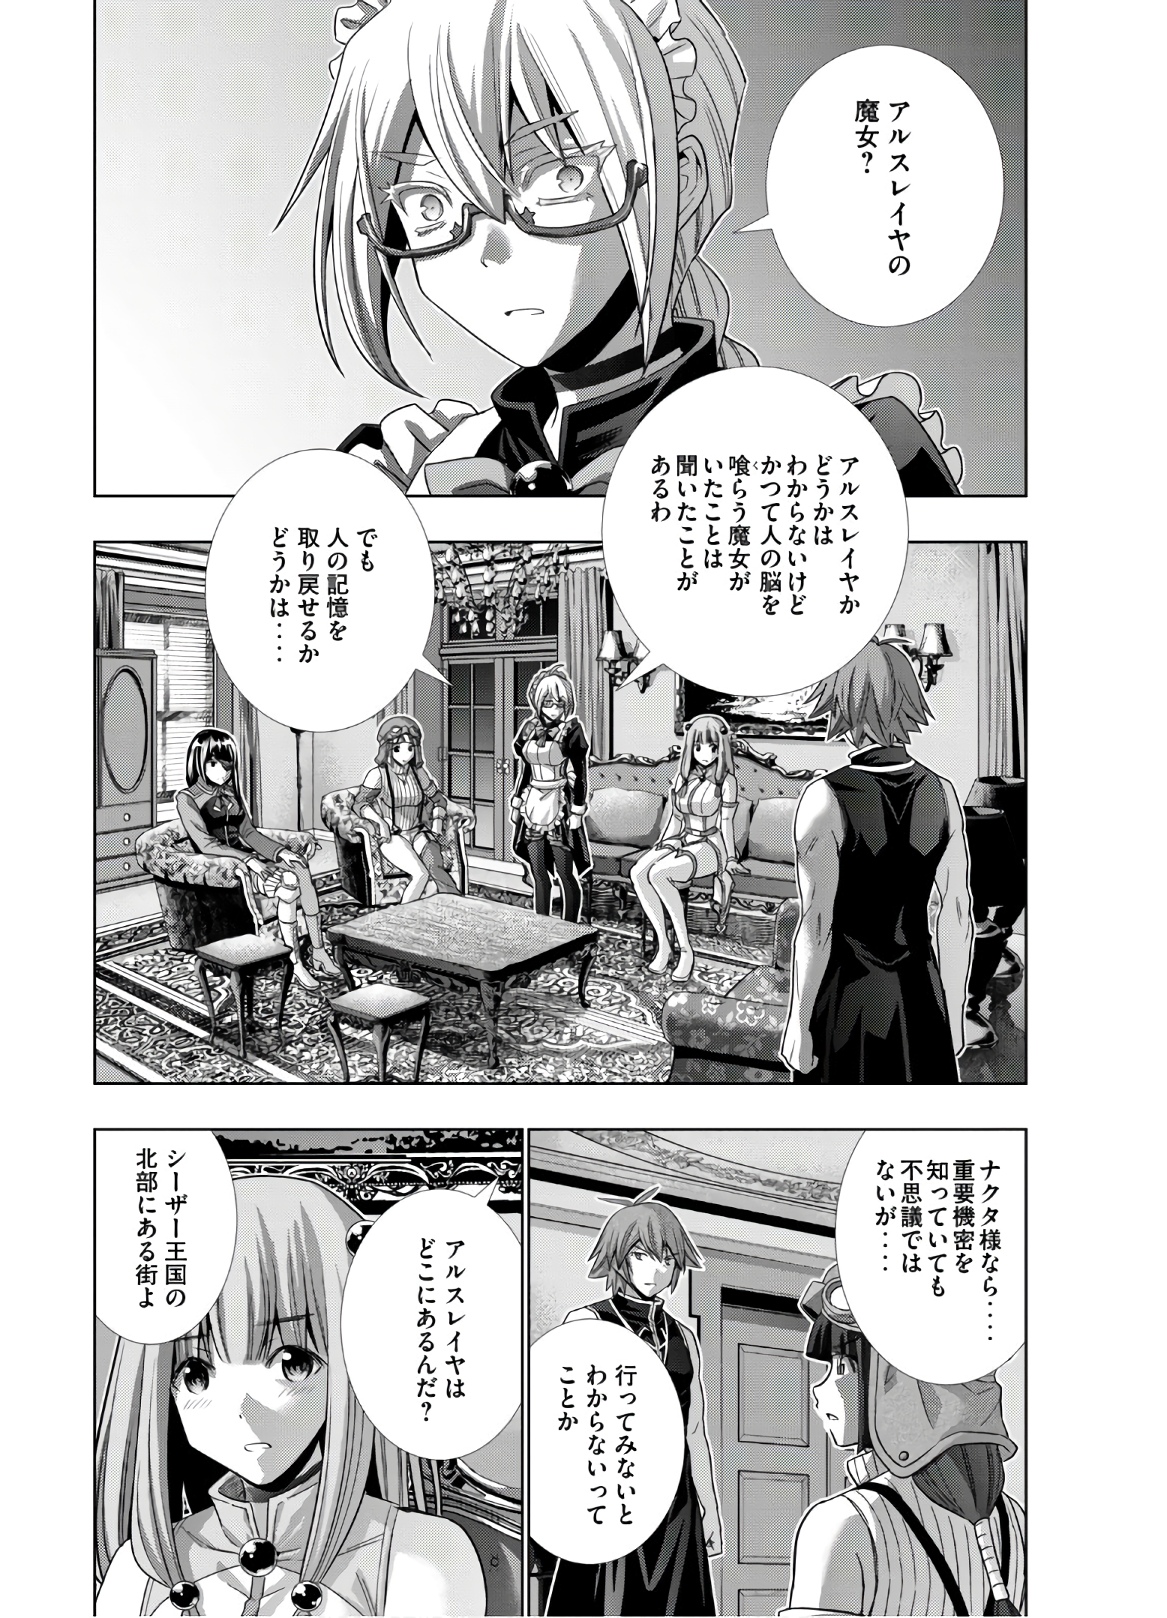 アルスレイヤの
魔女?
アルスレイヤか
どうかは
わからないけど
かつて人の脳を
喰らう魔女が
いたことは
聞いたことが
あるわ
でも
人の記憶を
取り戻せるか
どうかは‥‥
ナクタ様なら‥‥
重要機密を
知っていても
不思議では
ないが‥‥
行ってみないと
わからないって
ことか
アルスレイヤは
どこにあるんだ?
シーザー王国の
北部にある街よ